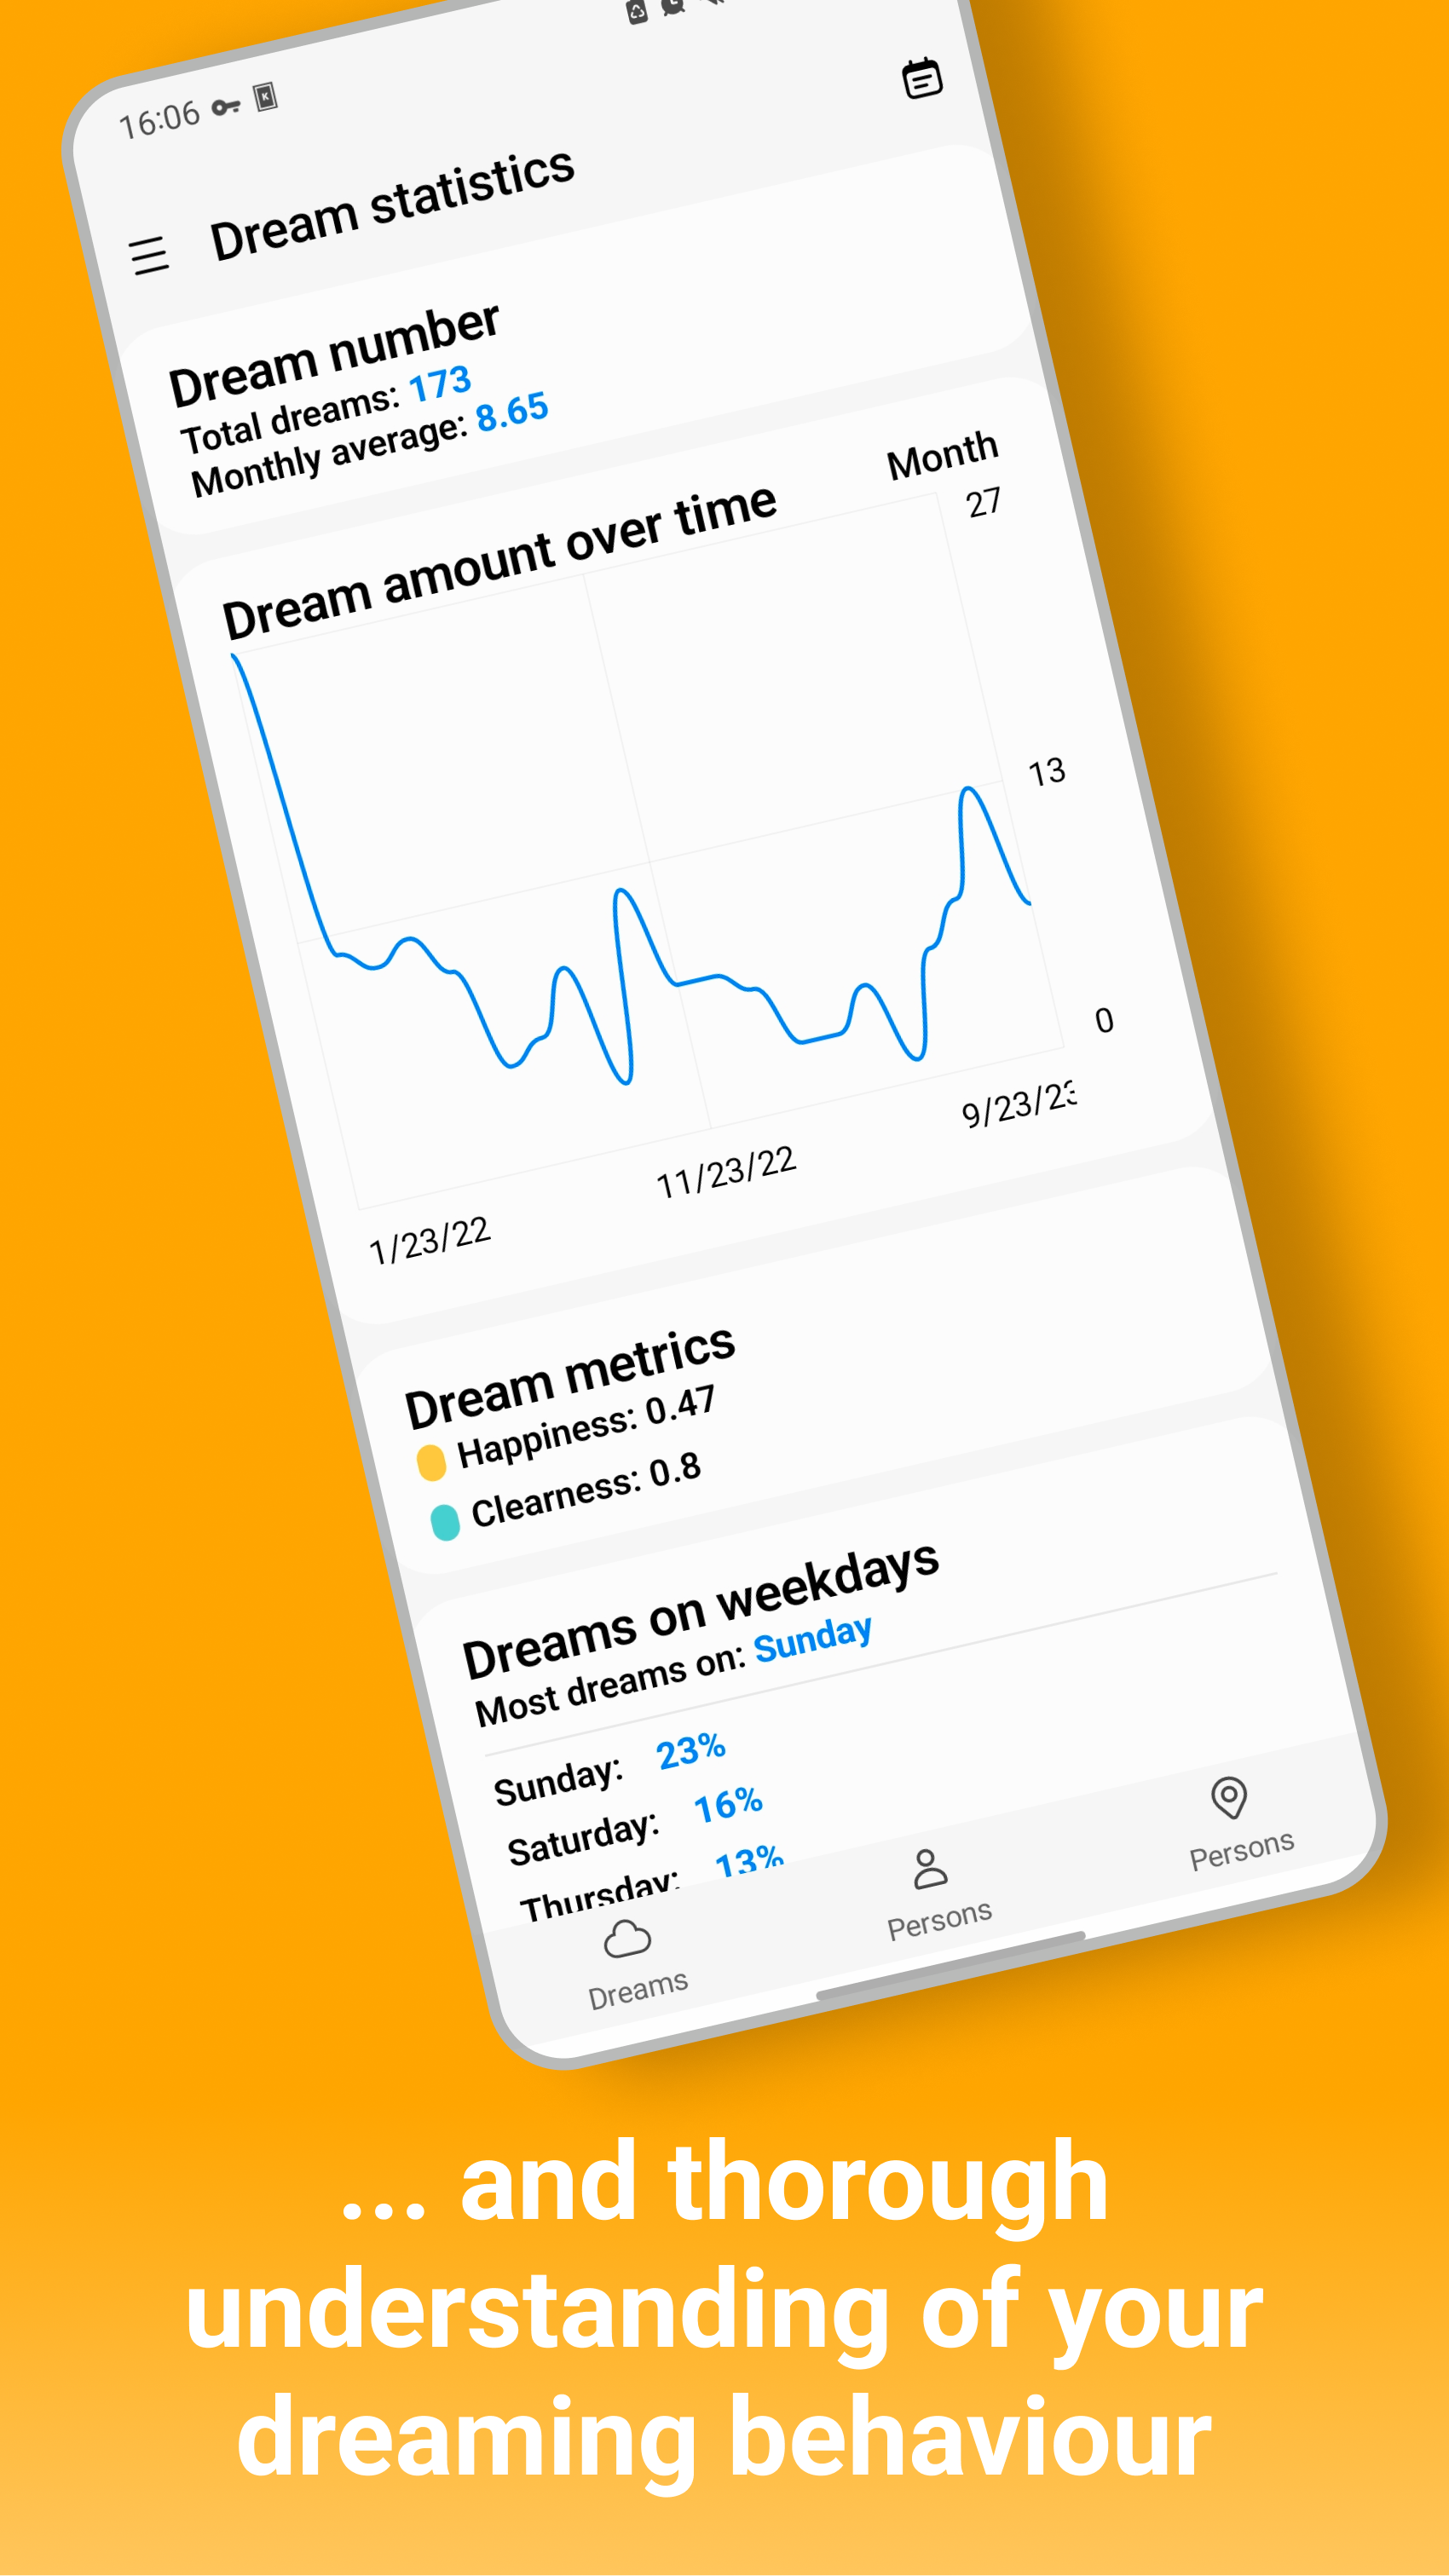 16:06
Dream statistics
Dream number
Total dreams: 173
Monthly average: 8.65
Dream amount over time
Month
27
13
0
1/23/22
11/23/22
9/23/23
Dream metrics
Happiness: 0.47
Clearness: 0.8
Dreams on weekdays
Most dreams on: Sunday
Sunday: 23%
Saturday: 16%
Thursday: 13%
Dreams
Persons
Persons
... and thorough
understanding of your
dreaming behaviour